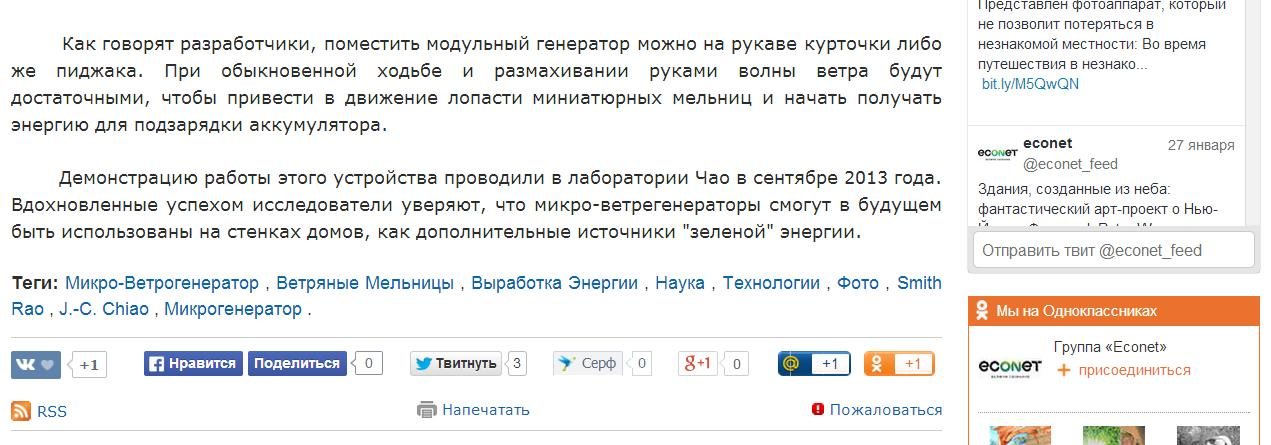 Как говорят разработчики, поместить модульный генератор можно на рукаве курточки либо
же пиджака. При обыкновенной ходьбе и размахивании руками волны ветра будут
достаточными, чтобы привести в движение лопасти миниатюрных мельниц и начать получать
энергию для подзарядки аккумулятора.
Демонстрацию работы этого устройства проводили в лаборатории Чао в сентябре 2013 года.
Вдохновленные успехом исследователи уверяют, что микро-ветрегенераторы смогут в будущем
быть использованы на стенках домов, как дополнительные источники "зеленой" энергии.
Теги: Микро-Ветрогенератор , Ветряные Мельницы , Выработка Энергии , Наука , Технологии , Фото , Smith
Rao , J.-C. Chiao , Микрогенератор .
+1 Нравится Поделиться 0 Твитнуть 3 Серф 0 g+1 0 @ +1 +1
RSS Напечатать Пожаловаться
Представлен фотоаппарат, который
не позволит потеряться в
незнакомой местности: Во время
путешествия в незнако...
bit.ly/M5QwQN
econet econet 27 января
@econet_feed
Здания, созданные из неба:
фантастический арт-проект о Нью-
Отправить твит @econet_feed
Мы на Одноклассниках
Группа «Econet»
econet присоединиться